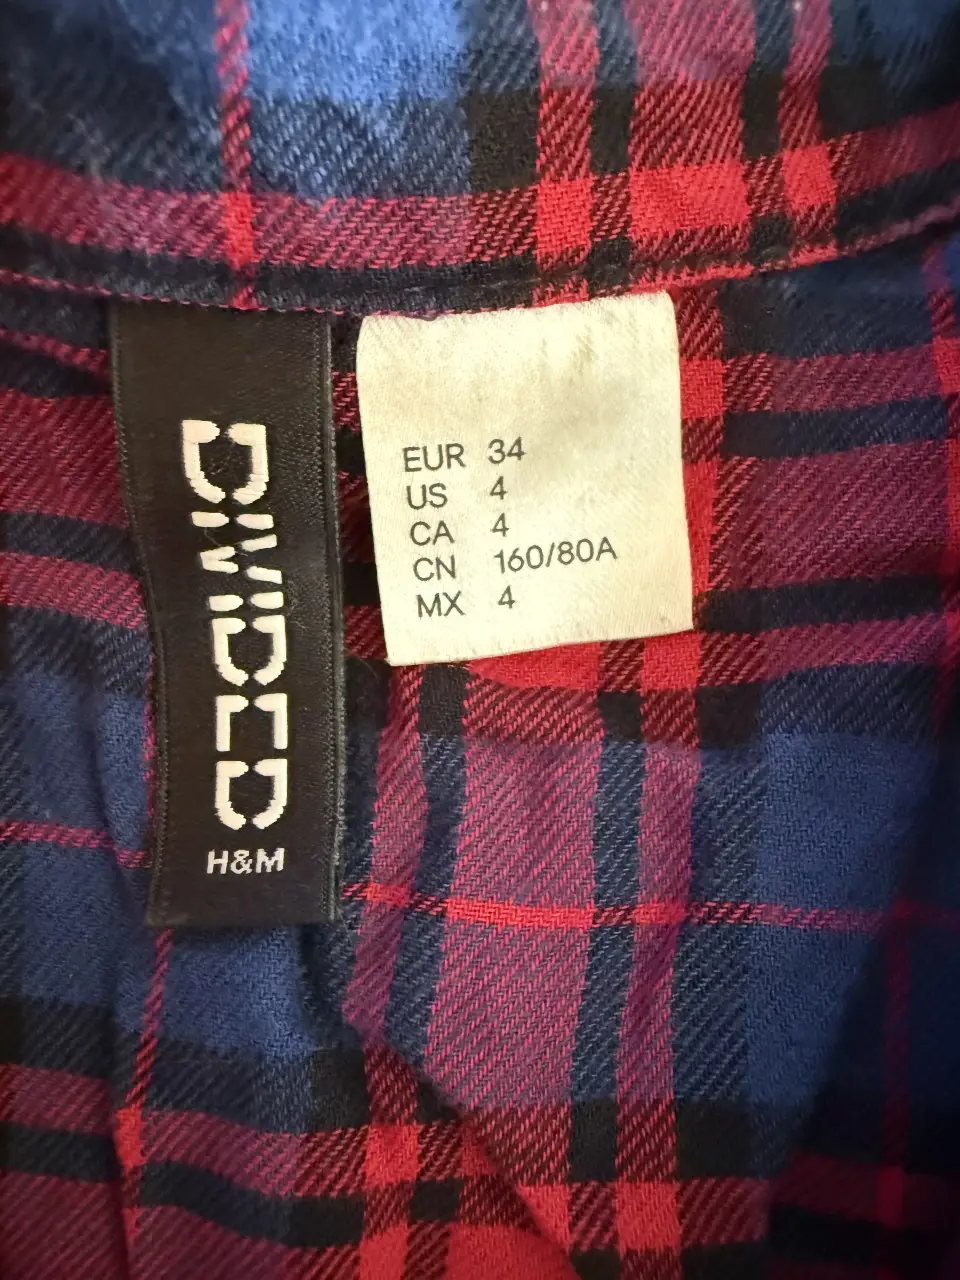 DIVIDED
H&M
EUR 34
US 4
CA 4
CN 160/80A
MX 4